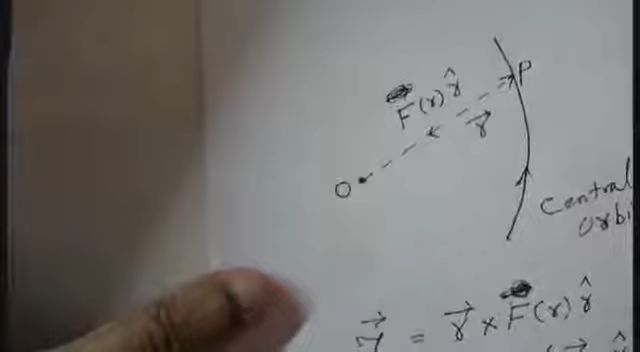 P
F(r) r̂
r⃗
O
Central
orbi
= r⃗ × F(r) r̂